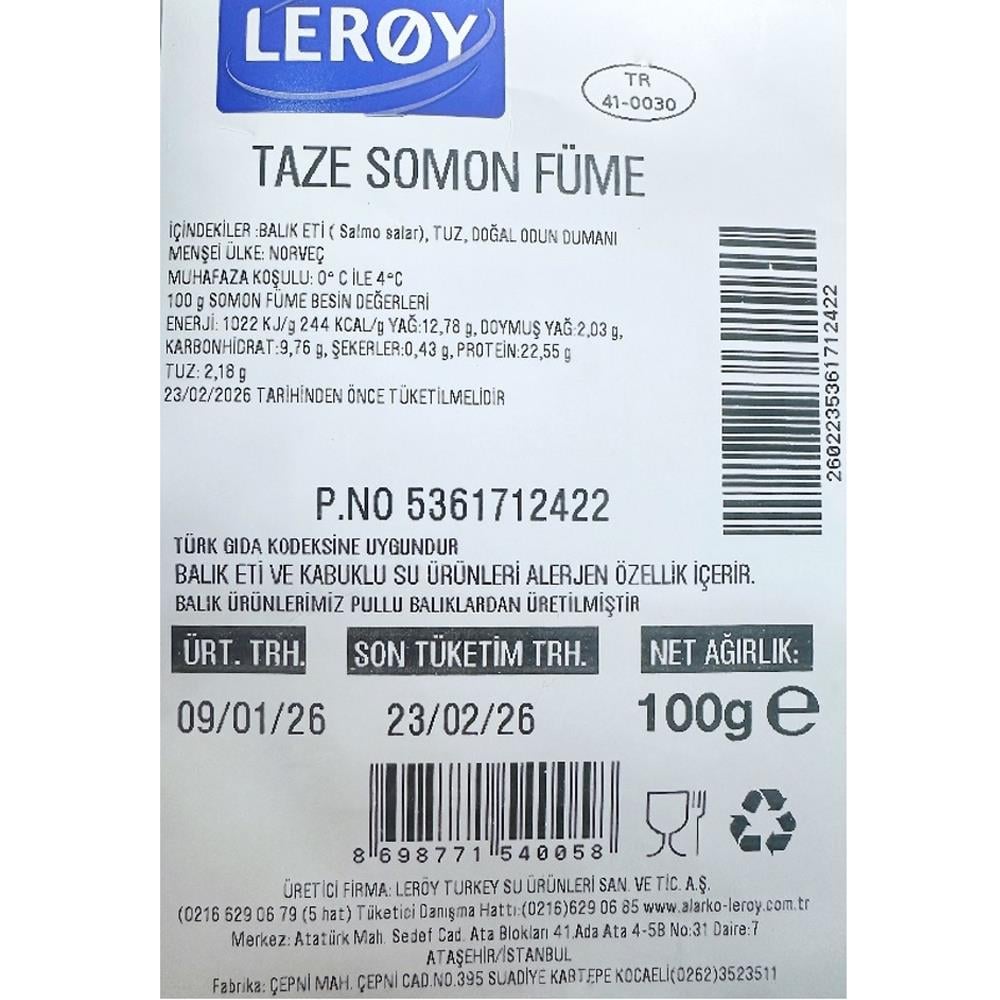 LERØY
TR
41-0030
TAZE SOMON FÜME
İÇİNDEKİLER :BALIK ETİ ( Salmo salar), TUZ, DOĞAL ODUN DUMANI
MENŞEİ ÜLKE: NORVEÇ
MUHAFAZA KOŞULU: 0° C İLE 4°C
100 g SOMON FÜME BESİN DEĞERLERİ
ENERJİ: 1022 KJ/g 244 KCAL/g YAĞ:12,78 g, DOYMUŞ YAĞ:2,03 g,
KARBONHİDRAT:9,76 g, ŞEKERLER:0,43 g, PROTEİN:22,55 g
TUZ: 2,18 g
23/02/2026 TARİHİNDEN ÖNCE TÜKETİLMELİDİR
2602235361712422
P.NO 5361712422
TÜRK GIDA KODEKSİNE UYGUNDUR
BALIK ETİ VE KABUKLU SU ÜRÜNLERİ ALERJEN ÖZELLİK İÇERİR.
BALIK ÜRÜNLERİMİZ PULLU BALIKLARDAN ÜRETİLMİŞTİR
ÜRT. TRH. SON TÜKETİM TRH. NET AĞIRLIK:
09/01/26 23/02/26 100g ℮
8 698771 540058
ÜRETİCİ FİRMA: LERÖY TURKEY SU ÜRÜNLERİ SAN. VE TİC. A.Ş.
(0216 629 06 79 (5 hat) Tüketici Danışma Hattı:(0216)629 06 85 www.alarko-leroy.com.tr
Merkez: Atatürk Mah. Sedef Cad. Ata Blokları 41.Ada Ata 4-5B No:31 Daire:7
ATAŞEHİR/İSTANBUL
Fabrika: ÇEPNİ MAH. ÇEPNİ CAD.NO.395 SUADİYE KARTEPE KOCAELİ(0262)3523511